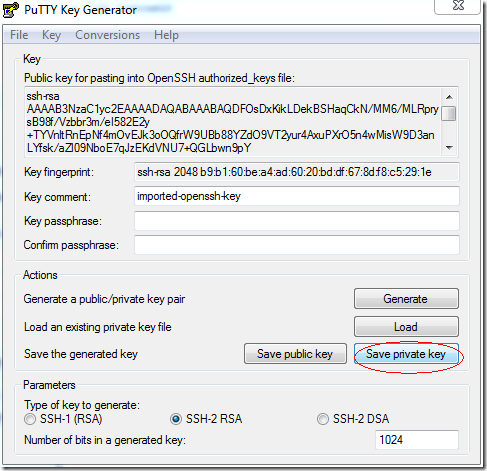 PuTTY Key Generator
File Key Conversions Help
Key
Public key for pasting into OpenSSH authorized_keys file:
ssh-rsa
AAAAB3NzaC1yc2EAAAADAQABAAABAQDFOsDxKikLDekBSHaqCkN/MM6/MLRpry
sB98f/Vzbbr3m/eI582E2y
+TYVnltRnEpNf4mOvEJk3oOQfrW9UBb88YZdO9VT2yur4AxuPXrO5n4wMisW9D3an
LYfsk/aZl09NboE7qJzEKdVNU7+QGLbwn9pY
Key fingerprint: ssh-rsa 2048 b9:b1:60:be:a4:ad:60:20:bd:df:67:8d:f8:c5:29:1e
Key comment: imported-openssh-key
Key passphrase:
Confirm passphrase:
Actions
Generate a public/private key pair Generate
Load an existing private key file Load
Save the generated key Save public key Save private key
Parameters
Type of key to generate:
SSH-1 (RSA) SSH-2 RSA SSH-2 DSA
Number of bits in a generated key: 1024